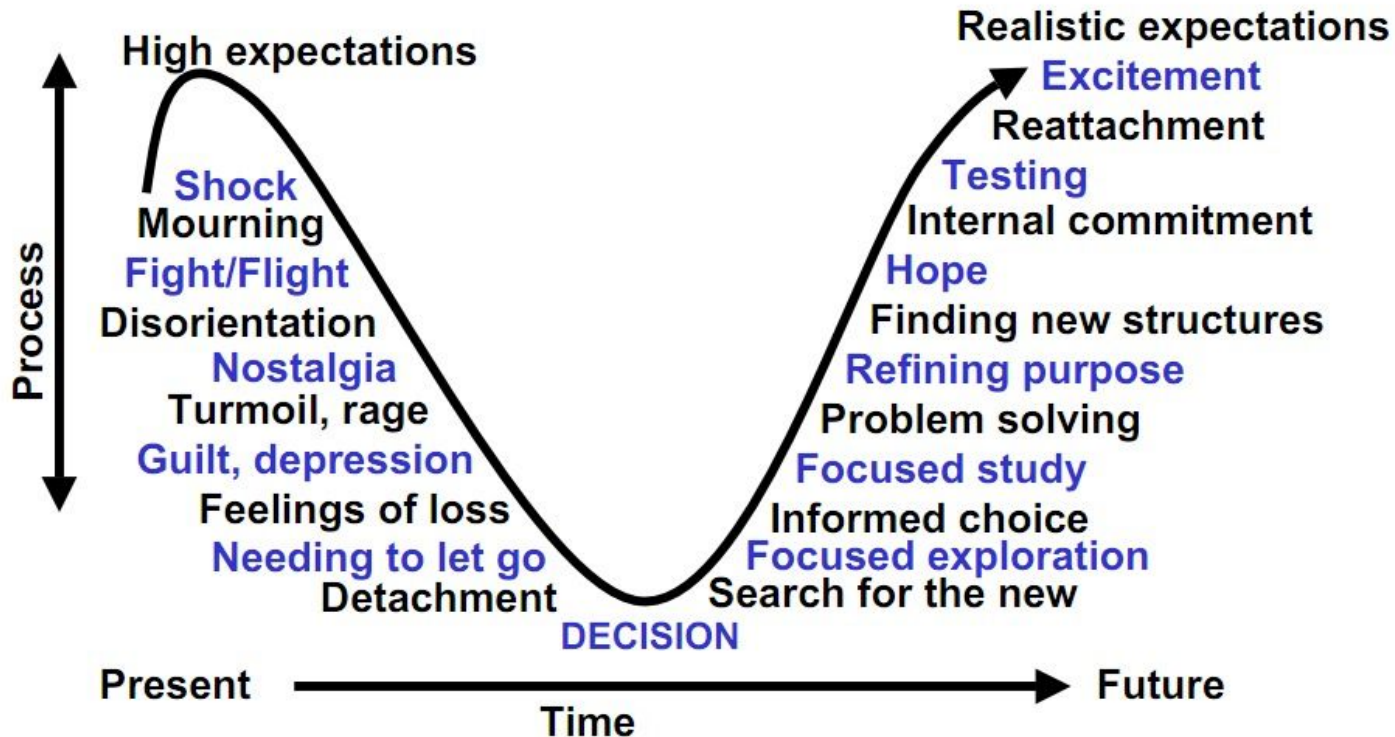 High expectations
Shock
Mourning
Fight/Flight
Disorientation
Nostalgia
Turmoil, rage
Guilt, depression
Feelings of loss
Needing to let go
Detachment
DECISION
Realistic expectations
Excitement
Reattachment
Testing
Internal commitment
Hope
Finding new structures
Refining purpose
Problem solving
Focused study
Informed choice
Focused exploration
Search for the new
Process
Present
Future
Time